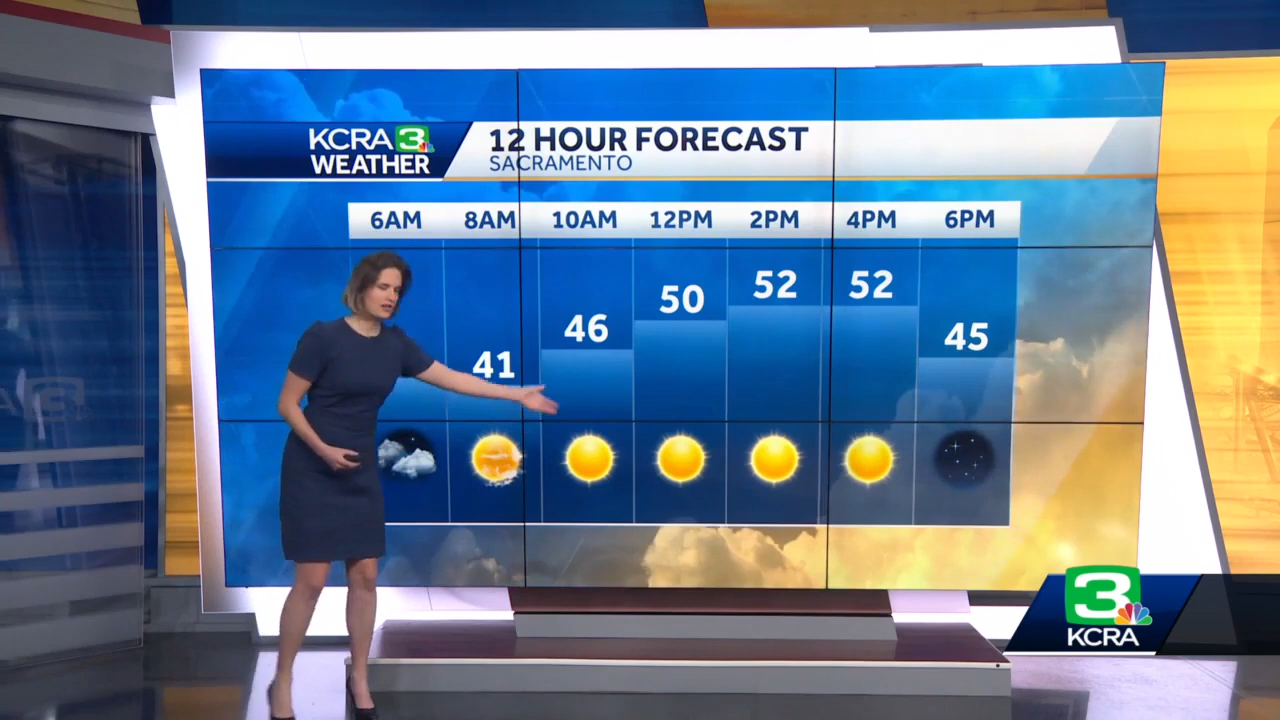 KCRA 3
WEATHER
12 HOUR FORECAST
SACRAMENTO
6AM 8AM 10AM 12PM 2PM 4PM 6PM
41 46 50 52 52 45
3
3
KCRA